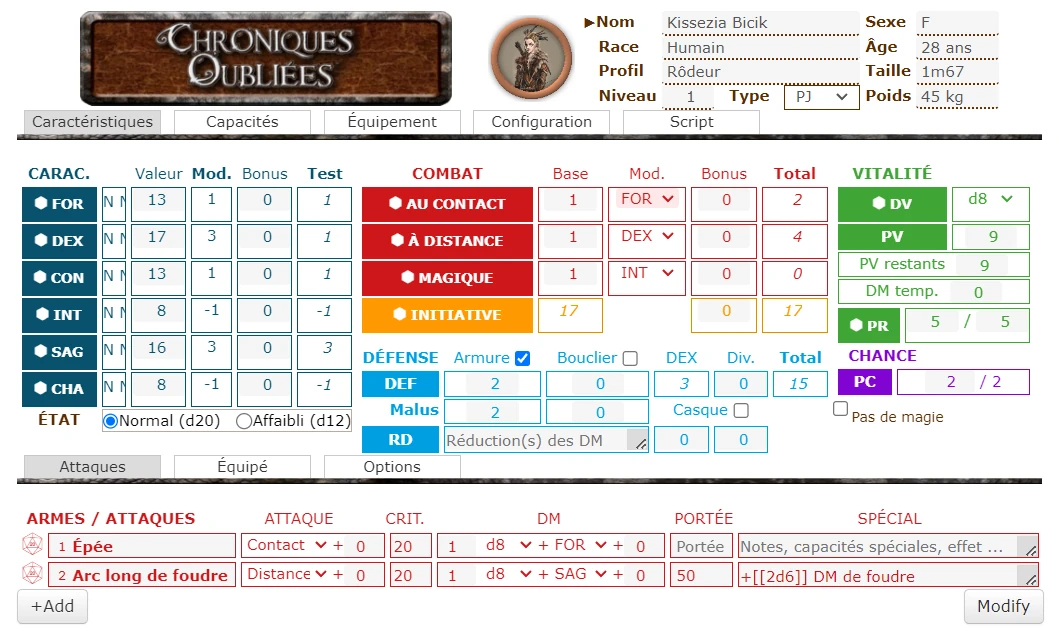 CHRONIQUES OUBLIÉES
▶Nom Kissezia Bicik Sexe F
Race Humain Âge 28 ans
Profil Rôdeur Taille 1m67
Niveau 1 Type PJ Poids 45 kg
Caractéristiques Capacités Équipement Configuration Script
CARAC. Valeur Mod. Bonus Test COMBAT Base Mod. Bonus Total VITALITÉ
FOR N N 13 1 0 1 AU CONTACT 1 FOR 0 2 DV d8
DEX N N 17 3 0 1 À DISTANCE 1 DEX 0 4 PV 9
CON N N 13 1 0 1 MAGIQUE 1 INT 0 0 PV restants 9
DM temp. 0
INT N N 8 -1 0 -1 INITIATIVE 17 0 17 PR 5 / 5
SAG N N 16 3 0 3 DÉFENSE Armure Bouclier DEX Div. Total CHANCE
CHA N N 8 -1 0 -1 DEF 2 0 3 0 15 PC 2 / 2
ÉTAT Normal (d20) Affaibli (d12) Malus 2 0 Casque Pas de magie
RD Réduction(s) des DM 0 0
Attaques Équipé Options
ARMES / ATTAQUES ATTAQUE CRIT. DM PORTÉE SPÉCIAL
1 Épée Contact + 0 20 1 d8 + FOR + 0 Portée Notes, capacités spéciales, effet ...
2 Arc long de foudre Distance + 0 20 1 d8 + SAG + 0 50 +[[2d6]] DM de foudre
+Add Modify